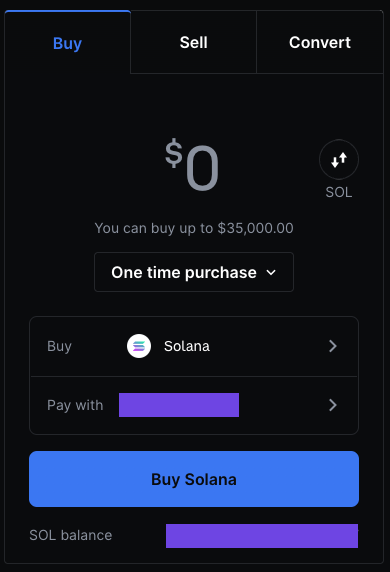 Buy Sell Convert
$0
SOL
You can buy up to $35,000.00
One time purchase
Buy Solana
Pay with
Buy Solana
SOL balance